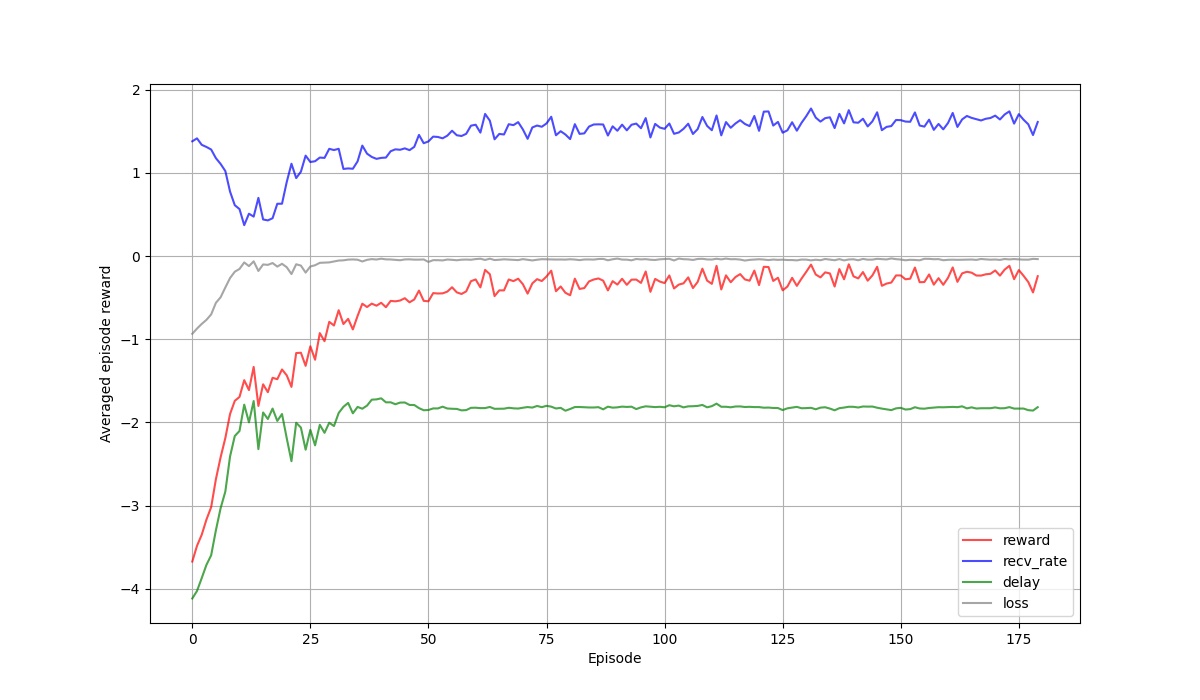 2
1
0
−1
−2
−3
−4
Averaged episode reward
0 25 50 75 100 125 150 175
Episode
reward
recv_rate
delay
loss